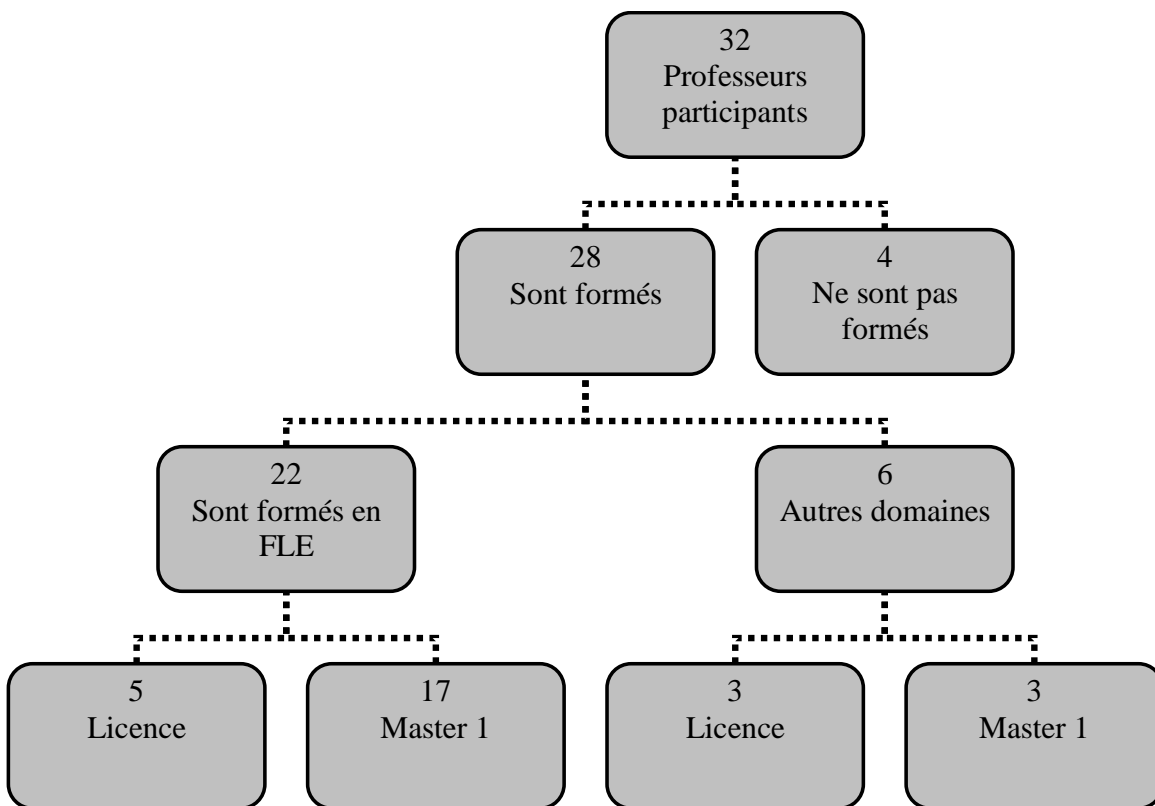 32
Professeurs
participants
28
Sont formés
4
Ne sont pas
formés
22
Sont formés en
FLE
6
Autres domaines
5
Licence
17
Master 1
3
Licence
3
Master 1